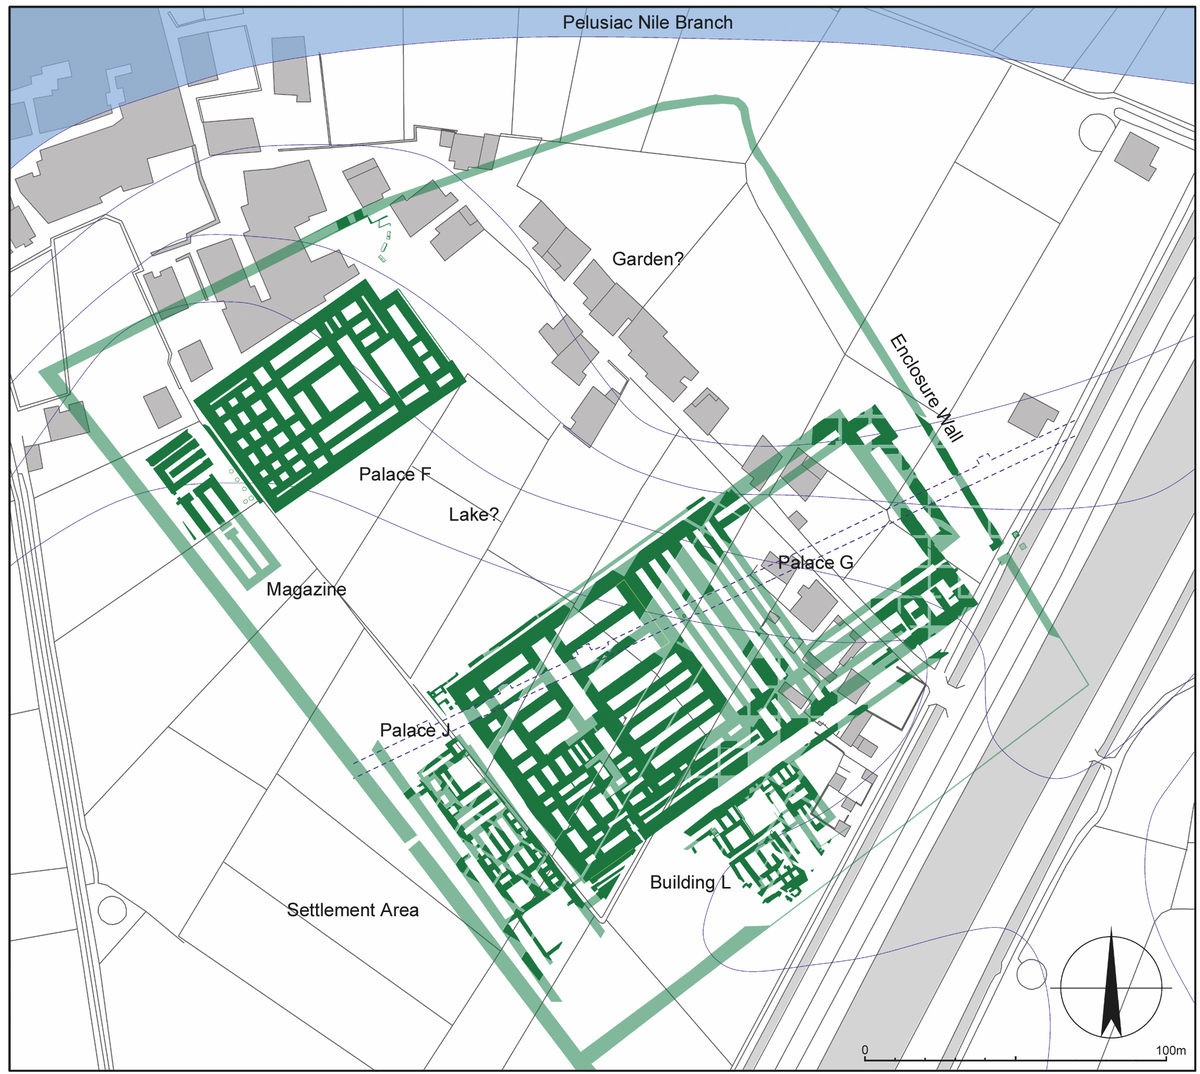 Pelusiac Nile Branch
Garden?
Enclosure Wall
Palace F
Lake?
Palace G
Magazine
Palace J
Building L
Settlement Area
0
100m